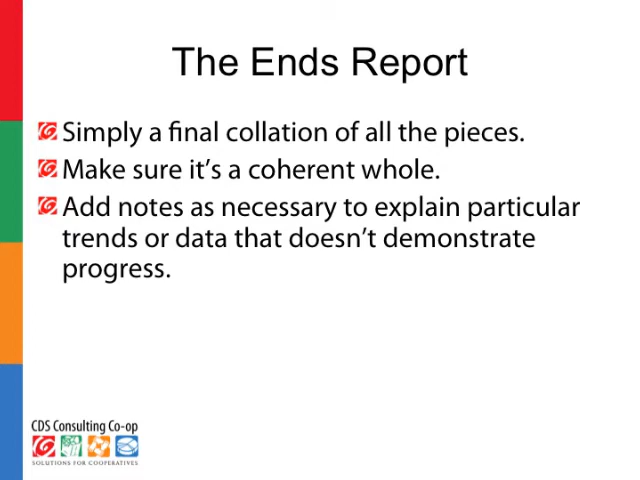 The Ends Report
Simply a final collation of all the pieces.
Make sure it's a coherent whole.
Add notes as necessary to explain particular
trends or data that doesn't demonstrate
progress.
CDS Consulting Co-op
SOLUTIONS FOR COOPERATIVES